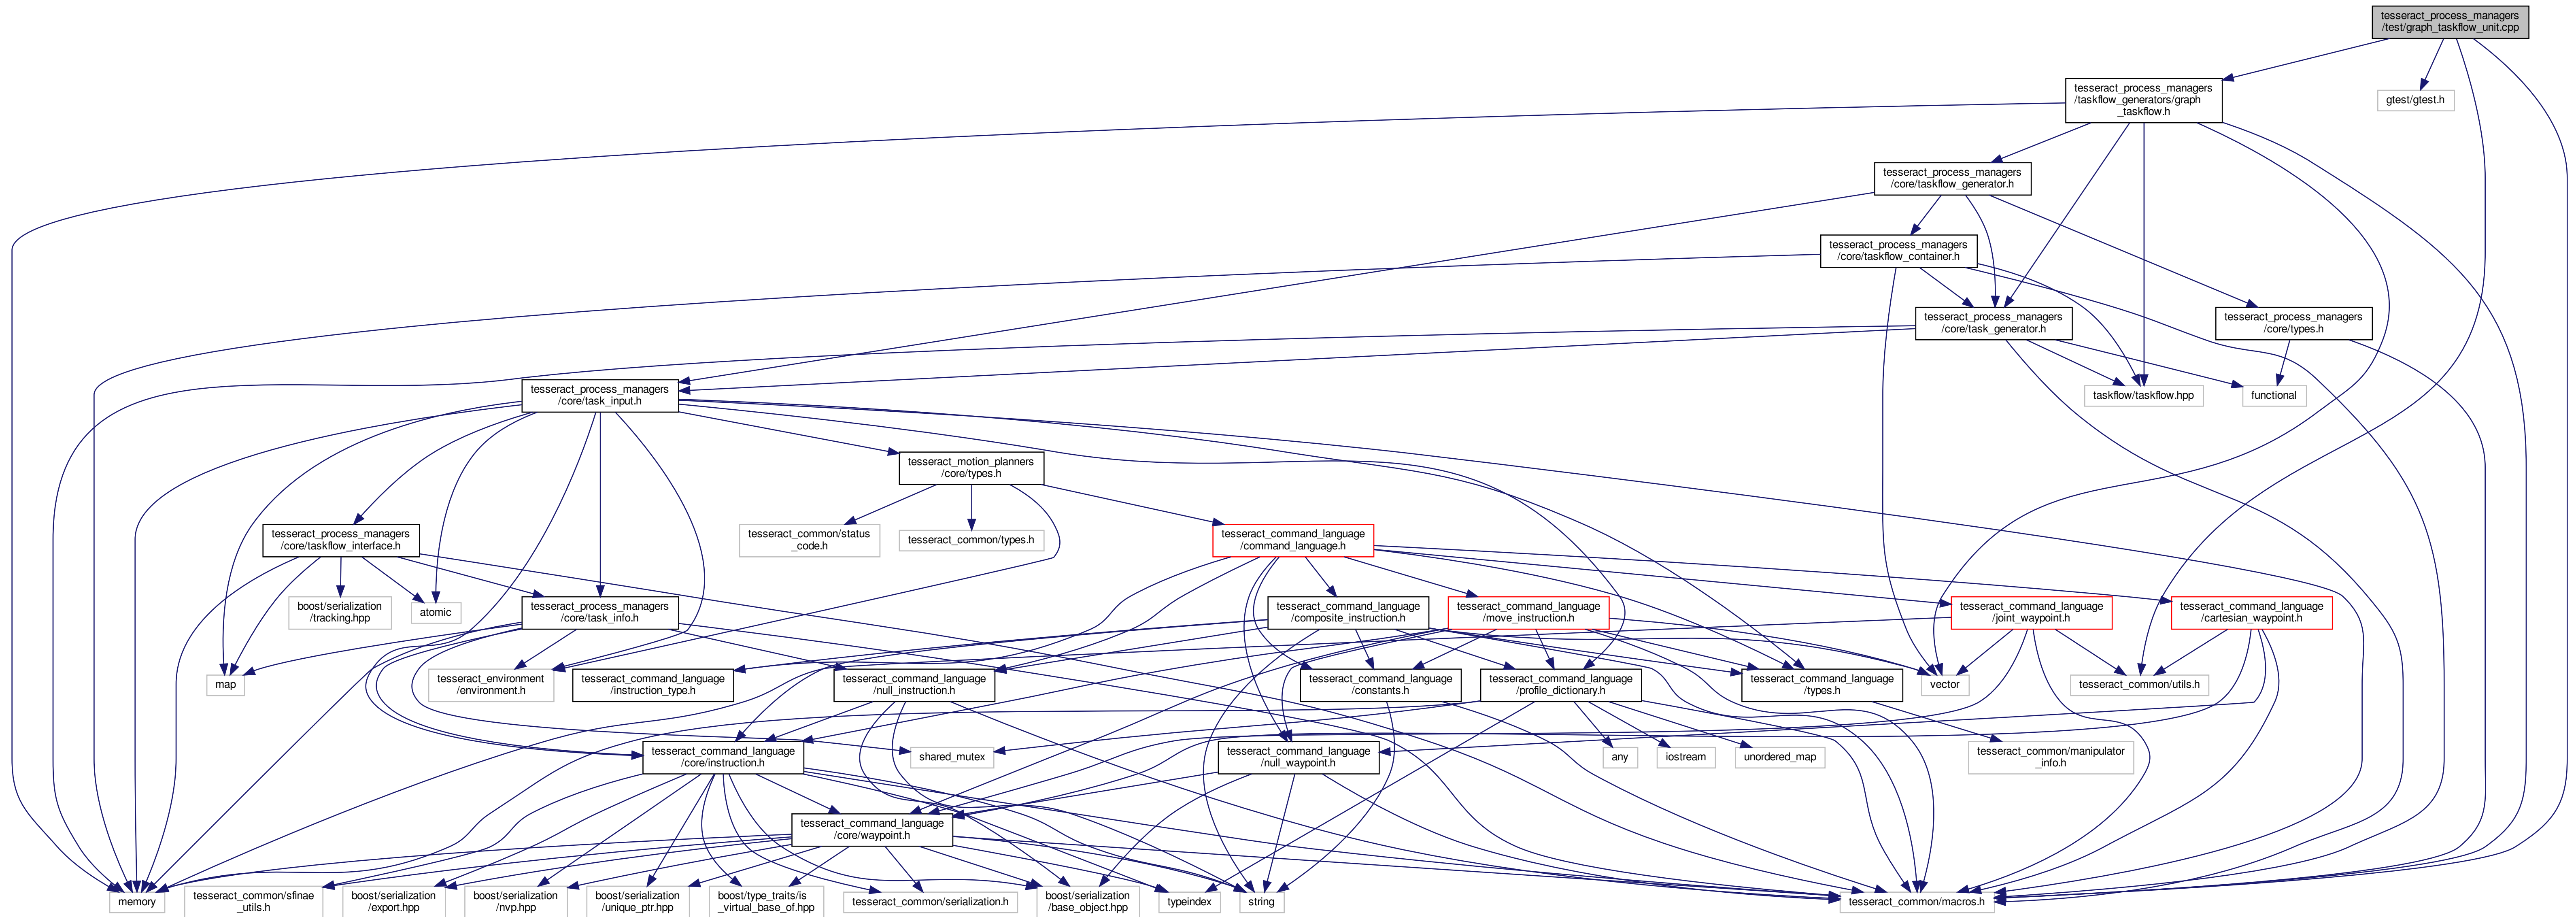 tesseract_process_managers
/test/graph_taskflow_unit.cpp
tesseract_process_managers
/taskflow_generators/graph
_taskflow.h
gtest/gtest.h
tesseract_process_managers
/core/taskflow_generator.h
tesseract_process_managers
/core/taskflow_container.h
tesseract_process_managers
/core/task_generator.h
tesseract_process_managers
/core/types.h
tesseract_process_managers
/core/task_input.h
taskflow/taskflow.hpp
functional
tesseract_motion_planners
/core/types.h
tesseract_process_managers
/core/taskflow_interface.h
tesseract_common/status
_code.h
tesseract_common/types.h
tesseract_command_language
/command_language.h
boost/serialization
/tracking.hpp
atomic
tesseract_process_managers
/core/task_info.h
tesseract_command_language
/composite_instruction.h
tesseract_command_language
/move_instruction.h
tesseract_command_language
/joint_waypoint.h
tesseract_command_language
/cartesian_waypoint.h
map
tesseract_environment
/environment.h
tesseract_command_language
/instruction_type.h
tesseract_command_language
/null_instruction.h
tesseract_command_language
/constants.h
tesseract_command_language
/profile_dictionary.h
tesseract_command_language
/types.h
vector
tesseract_common/utils.h
tesseract_command_language
/core/instruction.h
shared_mutex
tesseract_command_language
/null_waypoint.h
any
iostream
unordered_map
tesseract_common/manipulator
_info.h
tesseract_command_language
/core/waypoint.h
memory
tesseract_common/sfinae
_utils.h
boost/serialization
/export.hpp
boost/serialization
/nvp.hpp
boost/serialization
/unique_ptr.hpp
boost/type_traits/is
_virtual_base_of.hpp
tesseract_common/serialization.h
boost/serialization
/base_object.hpp
typeindex
string
tesseract_common/macros.h